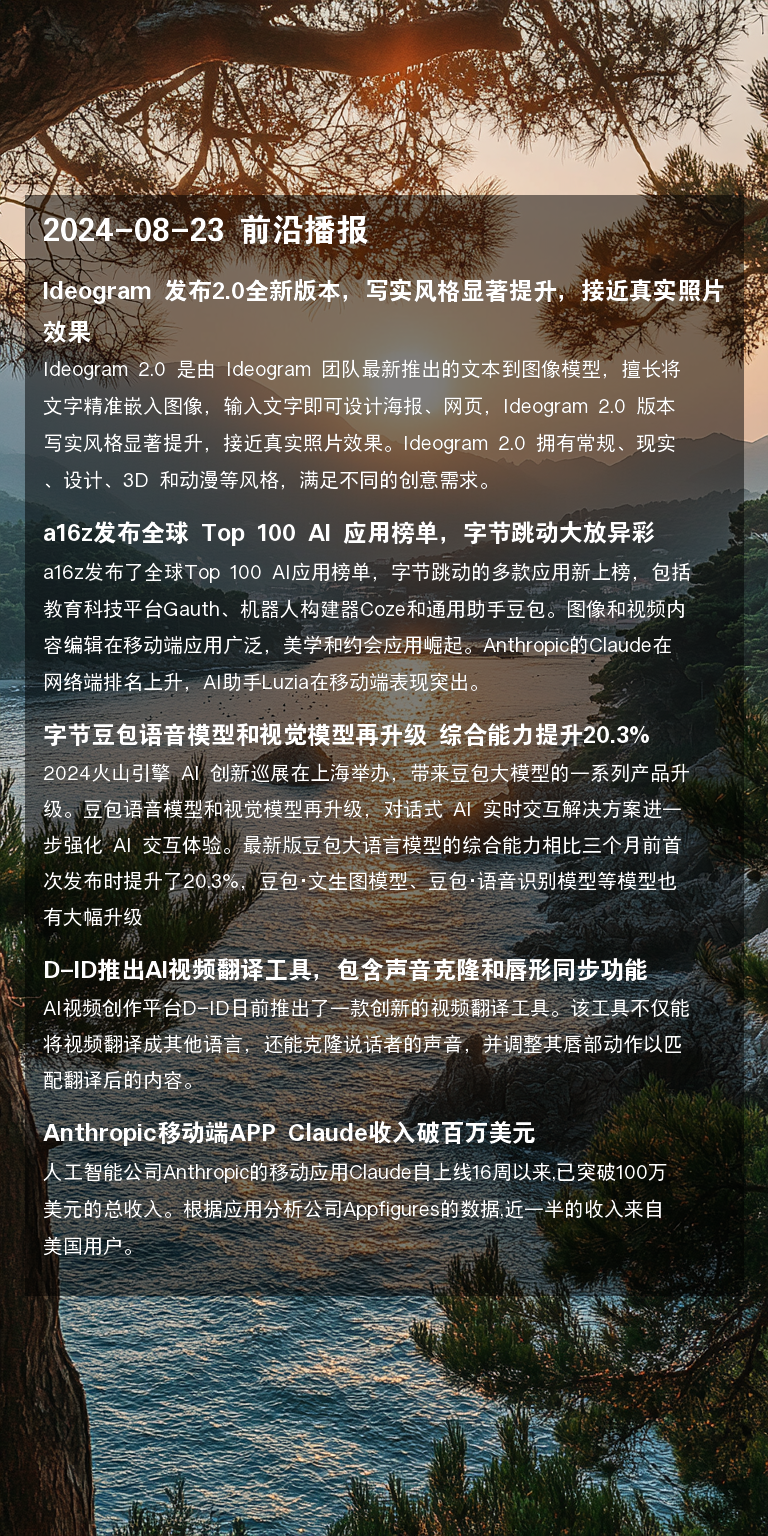 2024-08-23 前沿播报
Ideogram 发布2.0全新版本，写实风格显著提升，接近真实照片
效果
Ideogram 2.0 是由 Ideogram 团队最新推出的文本到图像模型，擅长将
文字精准嵌入图像，输入文字即可设计海报、网页，Ideogram 2.0 版本
写实风格显著提升，接近真实照片效果。Ideogram 2.0 拥有常规、现实
、设计、3D 和动漫等风格，满足不同的创意需求。
a16z发布全球 Top 100 AI 应用榜单，字节跳动大放异彩
a16z发布了全球Top 100 AI应用榜单，字节跳动的多款应用新上榜，包括
教育科技平台Gauth、机器人构建器Coze和通用助手豆包。图像和视频内
容编辑在移动端应用广泛，美学和约会应用崛起。Anthropic的Claude在
网络端排名上升，AI助手Luzia在移动端表现突出。
字节豆包语音模型和视觉模型再升级 综合能力提升20.3%
2024火山引擎 AI 创新巡展在上海举办，带来豆包大模型的一系列产品升
级。豆包语音模型和视觉模型再升级，对话式 AI 实时交互解决方案进一
步强化 AI 交互体验。最新版豆包大语言模型的综合能力相比三个月前首
次发布时提升了20.3%，豆包·文生图模型、豆包·语音识别模型等模型也
有大幅升级
D-ID推出AI视频翻译工具，包含声音克隆和唇形同步功能
AI视频创作平台D-ID日前推出了一款创新的视频翻译工具。该工具不仅能
将视频翻译成其他语言，还能克隆说话者的声音，并调整其唇部动作以匹
配翻译后的内容。
Anthropic移动端APP Claude收入破百万美元
人工智能公司Anthropic的移动应用Claude自上线16周以来,已突破100万
美元的总收入。根据应用分析公司Appfigures的数据,近一半的收入来自
美国用户。